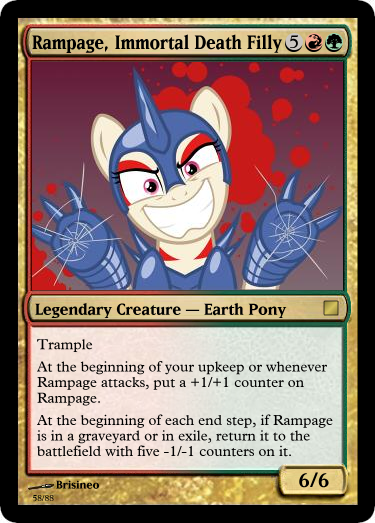 Rampage, Immortal Death Filly 5
Legendary Creature — Earth Pony
Trample
At the beginning of your upkeep or whenever
Rampage attacks, put a +1/+1 counter on
Rampage.
At the beginning of each end step, if Rampage
is in a graveyard or in exile, return it to the
battlefield with five -1/-1 counters on it.
6/6
Brisineo
58/88